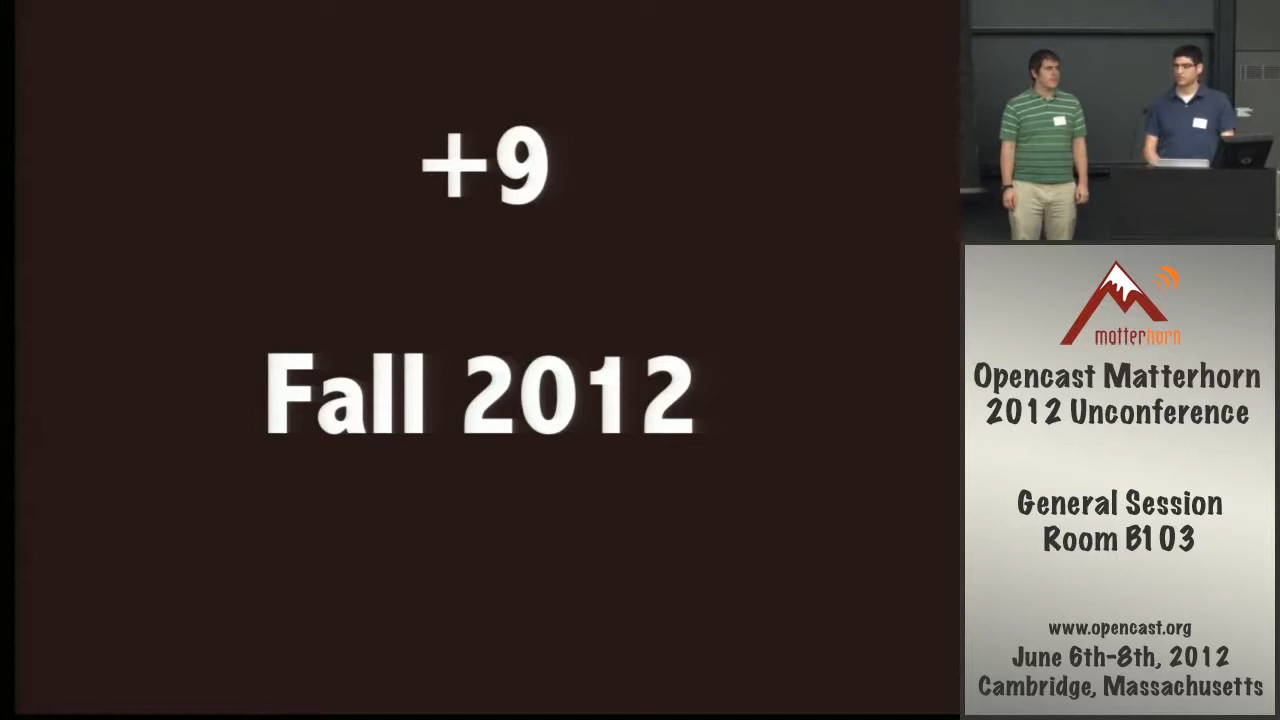 +9
Fall 2012
matterhorn
Opencast Matterhorn
2012 Unconference
General Session
Room B103
www.opencast.org
June 6th-8th, 2012
Cambridge, Massachusetts